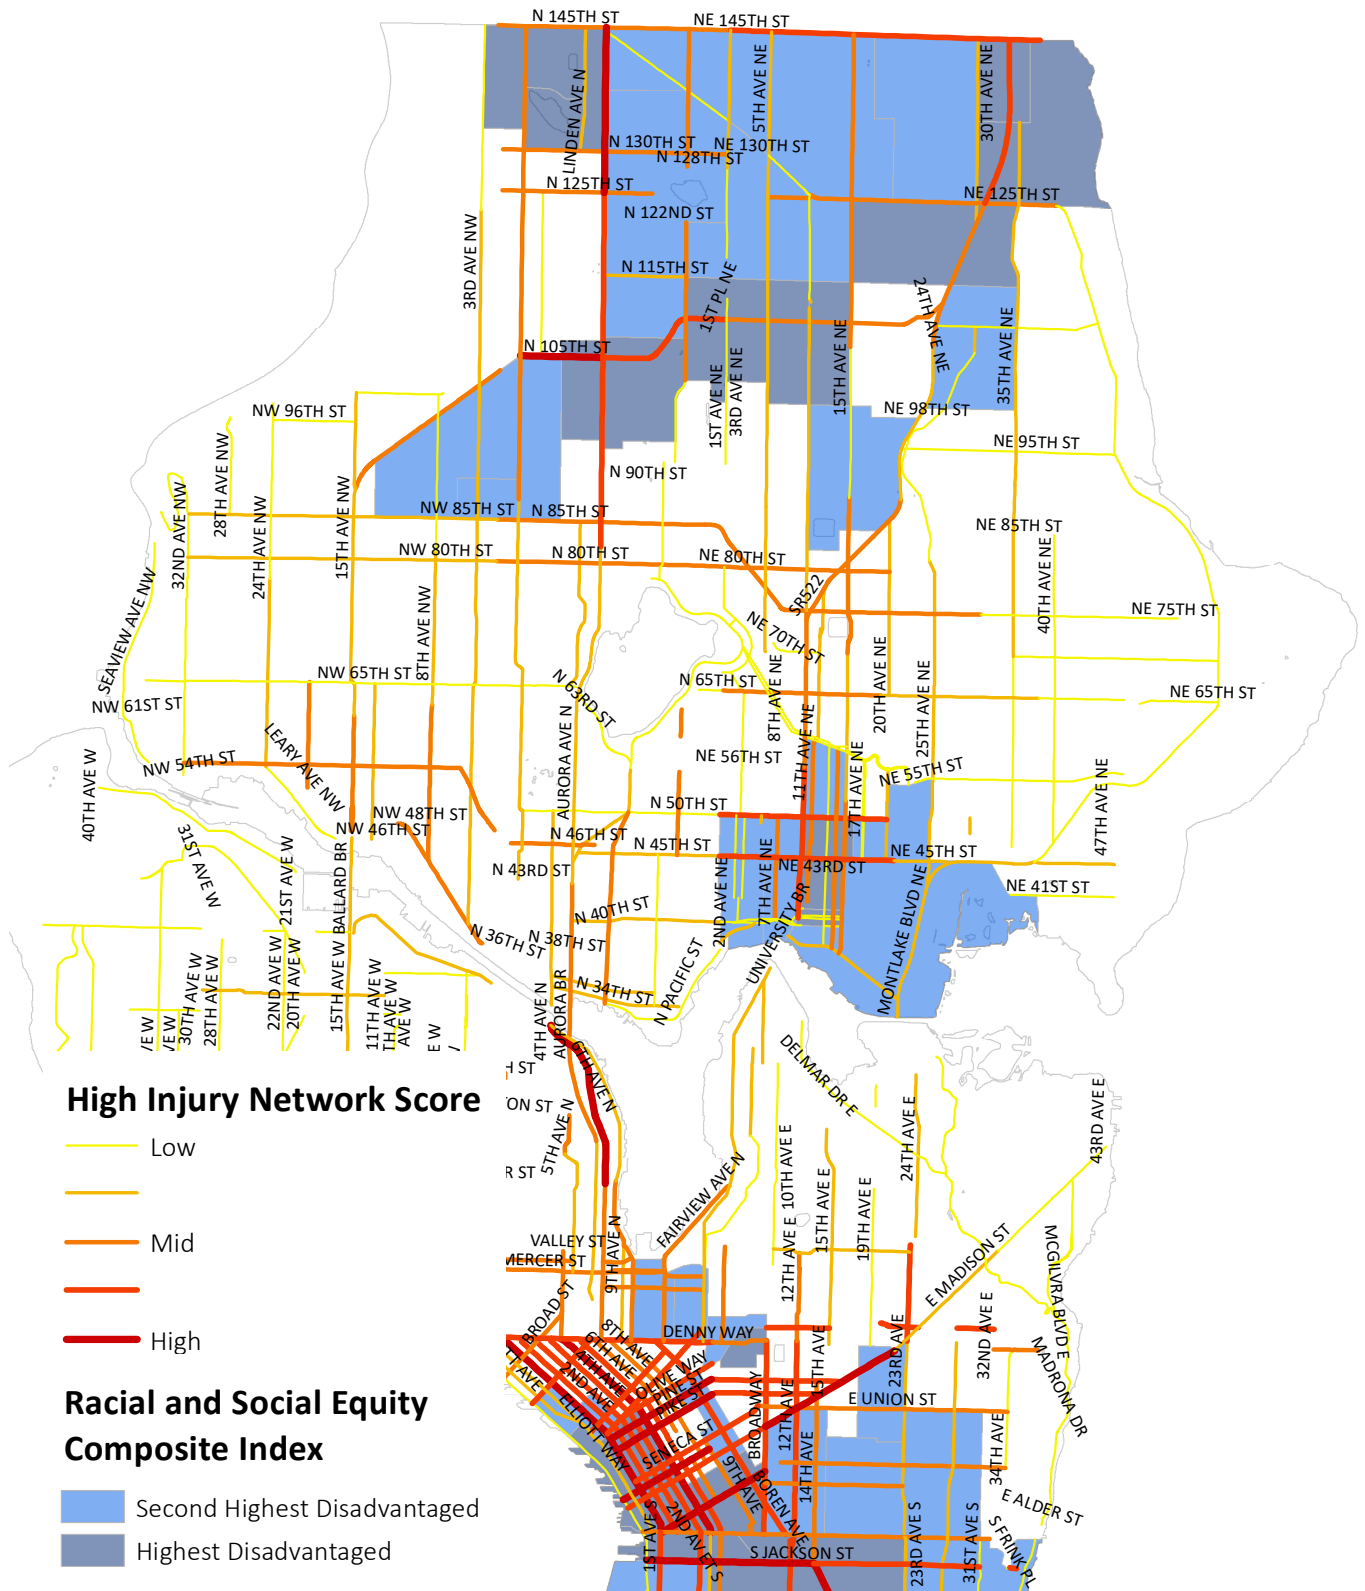 N 145TH ST
NE 145TH ST
5TH AVE NE
30TH AVE NE
LINDEN AVE N
N 130TH ST
NE 130TH ST
N 128TH ST
N 125TH ST
NE 125TH ST
N 122ND ST
3RD AVE NW
N 115TH ST
1ST PL NE
24TH AVE NE
N 105TH ST
15TH AVE NE
35TH AVE NE
1ST AVE NE
3RD AVE NE
NW 96TH ST
NE 98TH ST
28TH AVE NW
NE 95TH ST
N 90TH ST
32ND AVE NW
24TH AVE NW
15TH AVE NW
NW 85TH ST
N 85TH ST
NE 85TH ST
NW 80TH ST
N 80TH ST
NE 80TH ST
40TH AVE NE
SR522
SEAVIEW AVE NW
8TH AVE NW
NE 75TH ST
NE 70TH ST
NW 65TH ST
N 63RD ST
N 65TH ST
8TH AVE NE
20TH AVE NE
25TH AVE NE
NE 65TH ST
NW 61ST ST
LEARY AVE NW
AURORA AVE N
11TH AVE NE
NE 56TH ST
40TH AVE W
NW 54TH ST
17TH AVE NE
NE 55TH ST
47TH AVE NE
N 50TH ST
31ST AVE W
NW 48TH ST
NW 46TH ST
N 46TH ST
N 45TH ST
NE 45TH ST
N 43RD ST
NE 43RD ST
21ST AVE W
BALLARD BR
2ND AVE NE
7TH AVE NE
NE 41ST ST
MONTLAKE BLVD NE
UNIVERSITY BR
N 40TH ST
N 36TH ST
N 38TH ST
30TH AVE W
28TH AVE W
22ND AVE W
20TH AVE W
15TH AVE W
11TH AVE W
TH AVE W
AVE W
E W
VE W
VE W
4TH AVE N
AURORA BR
N 34TH ST
N PACIFIC ST
6TH AVE N
DELMAR DR E
H ST
ON ST
5TH AVE N
R ST
24TH AVE E
43RD AVE E
10TH AVE E
FAIRVIEW AVE N
15TH AVE E
19TH AVE E
VALLEY ST
MERCER ST
9TH AVE N
12TH AVE E
E MADISON ST
MCGILVRA BLVD E
BROAD ST
8TH AVE
6TH AVE
4TH AVE
2ND AVE
T AVE
DENNY WAY
OLIVE WAY
PINE ST
PIKE ST
15TH AVE
23RD AVE
32ND AVE E
MADRONA DR
ELLIOTT WAY
SENECA ST
BROADWAY
12TH AVE
E UNION ST
14TH AVE
34TH AVE
9TH AVE
BOREN AVE
E ALDER ST
1ST AVE S
2ND AV ET S
S JACKSON ST
23RD AVE S
31ST AVE S
S FRINK PL
High Injury Network Score
Low
Mid
High
Racial and Social Equity
Composite Index
Second Highest Disadvantaged
Highest Disadvantaged